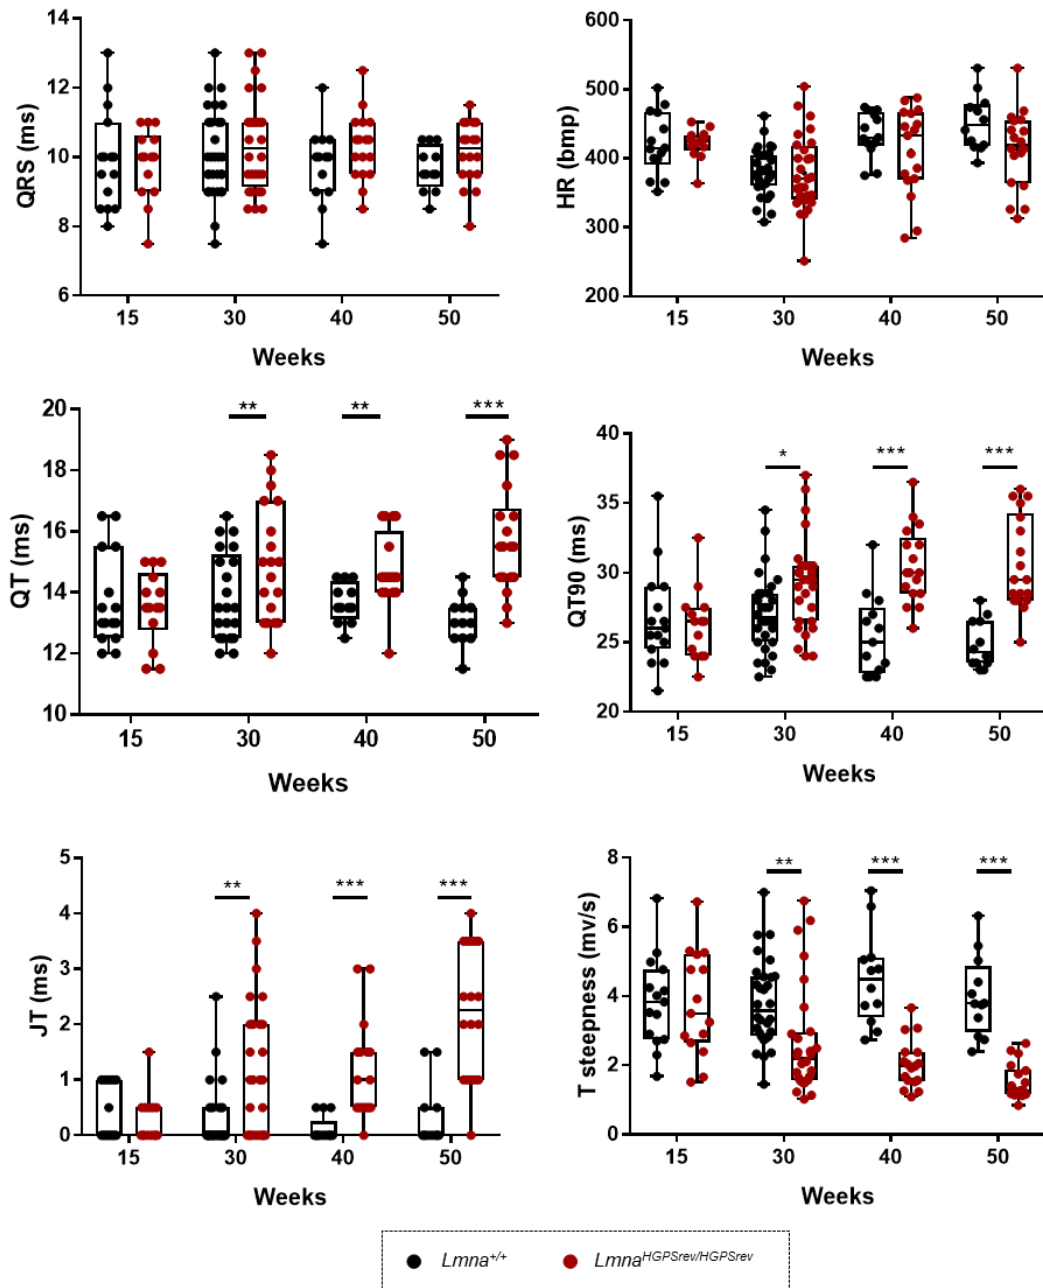 QRS (ms)
14
12
10
8
6
15 30 40 50
Weeks
HR (bmp)
600
500
400
300
200
15 30 40 50
Weeks
QT (ms)
20
18
16
14
12
10
** ** ***
15 30 40 50
Weeks
QT90 (ms)
40
35
30
25
20
* *** ***
15 30 40 50
Weeks
JT (ms)
5
4
3
2
1
0
** *** ***
15 30 40 50
Weeks
T steepness (mv/s)
8
6
4
2
0
** *** ***
15 30 40 50
Weeks
Lmna+/+ LmnaHGPSrev/HGPSrev